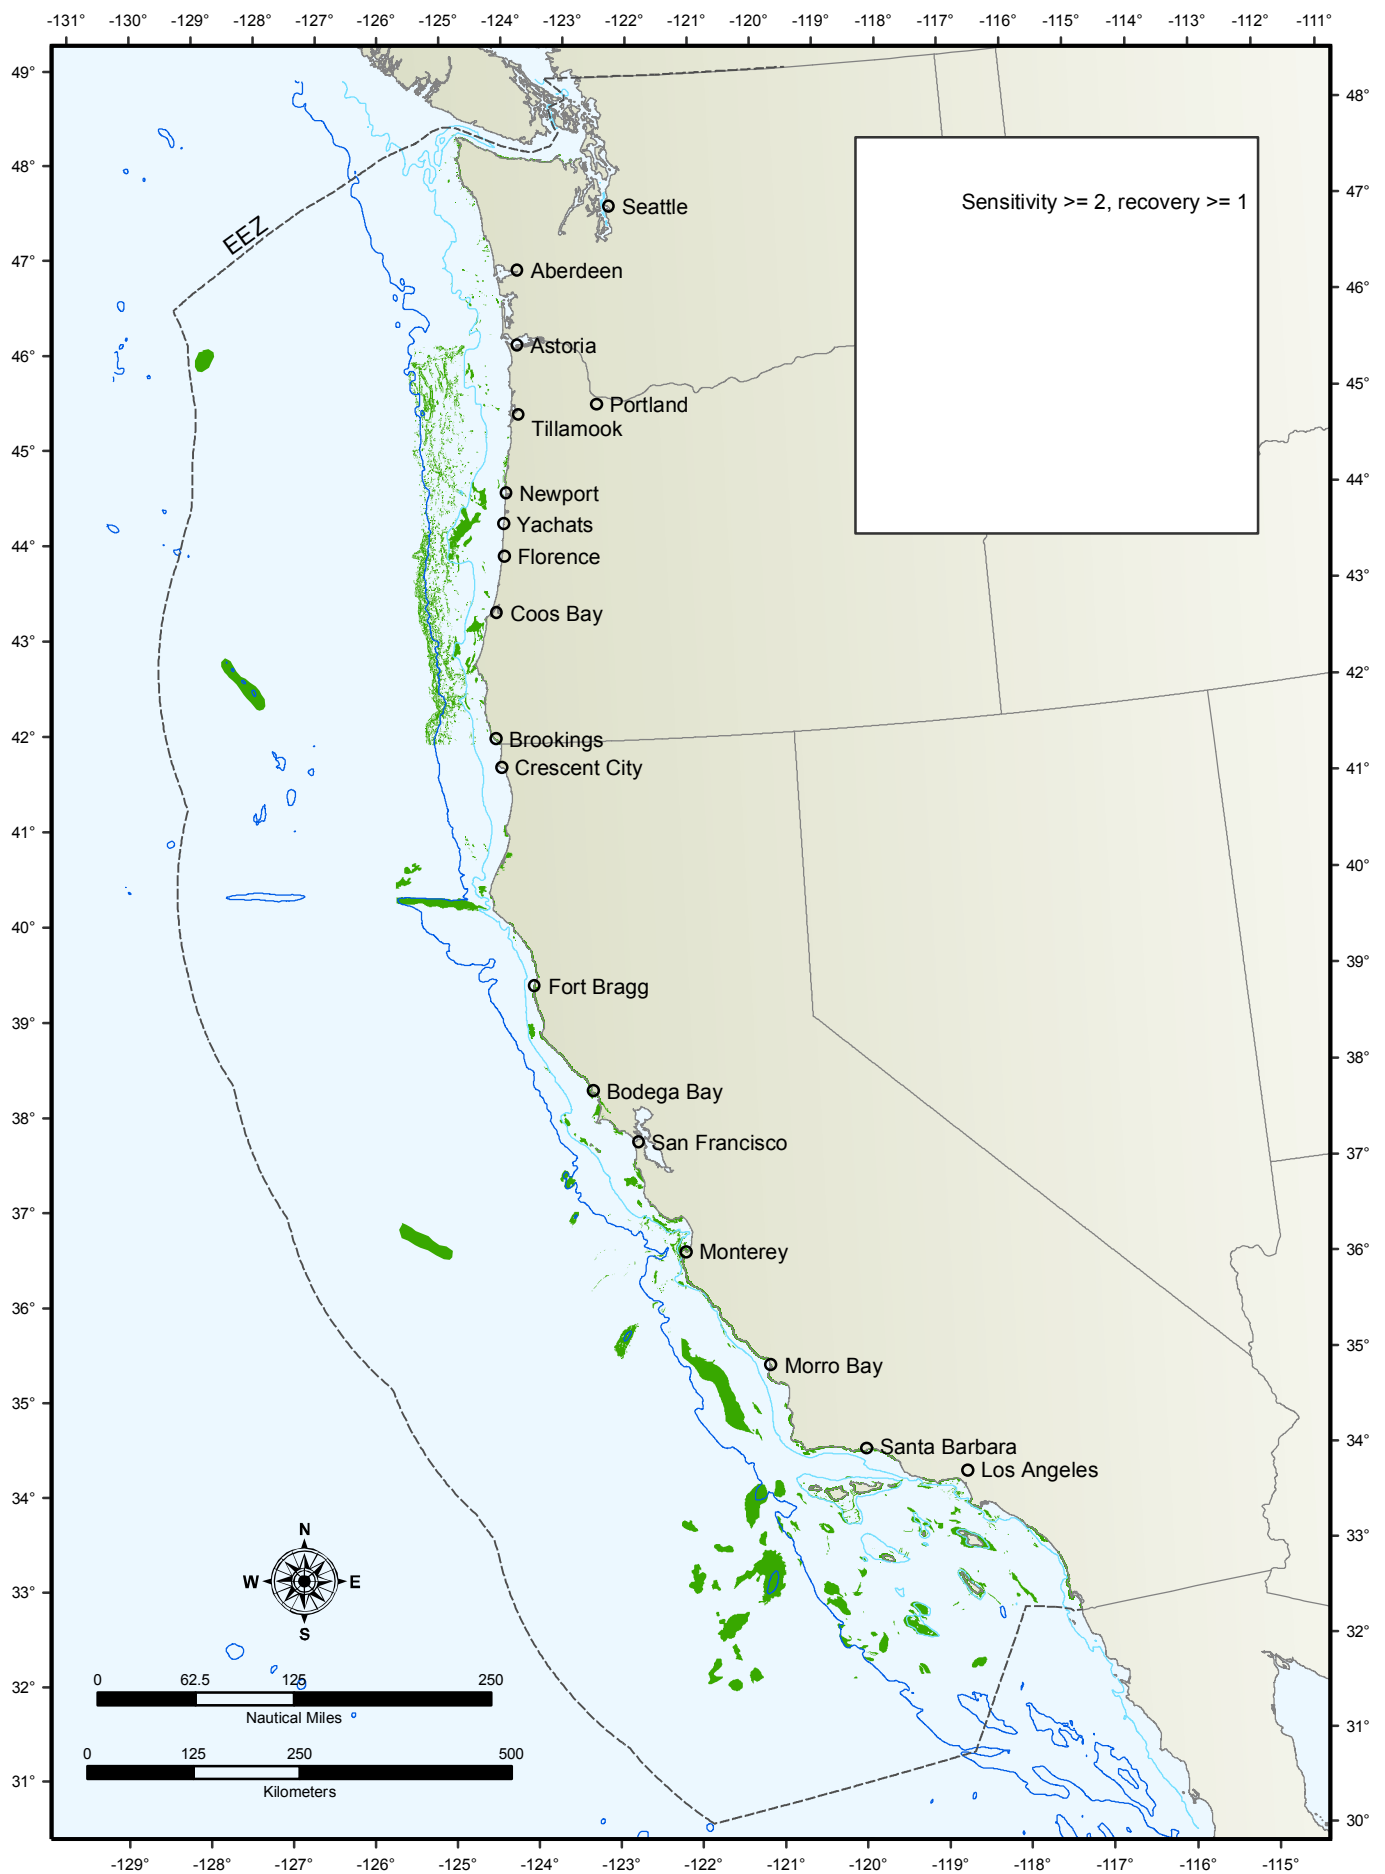 -131° -130° -129° -128° -127° -126° -125° -124° -123° -122° -121° -120° -119° -118° -117° -116° -115° -114° -113° -112° -111°
49°
48°
48°
Sensitivity >= 2, recovery >= 1
47°
Seattle
EEZ
47°
Aberdeen
46°
Astoria
46°
45°
Portland
Tillamook
45°
44°
Newport
Yachats
44°
Florence
43°
Coos Bay
43°
42°
42°
Brookings
Crescent City
41°
41°
40°
40°
39°
Fort Bragg
39°
38°
Bodega Bay
38°
San Francisco
37°
37°
36°
Monterey
36°
35°
Morro Bay
35°
34°
Santa Barbara
Los Angeles
34°
33°
N
W E
S
33°
32°
32°
0 62.5 125 250
Nautical Miles
31°
0 125 250 500
Kilometers
31°
30°
-129° -128° -127° -126° -125° -124° -123° -122° -121° -120° -119° -118° -117° -116° -115°